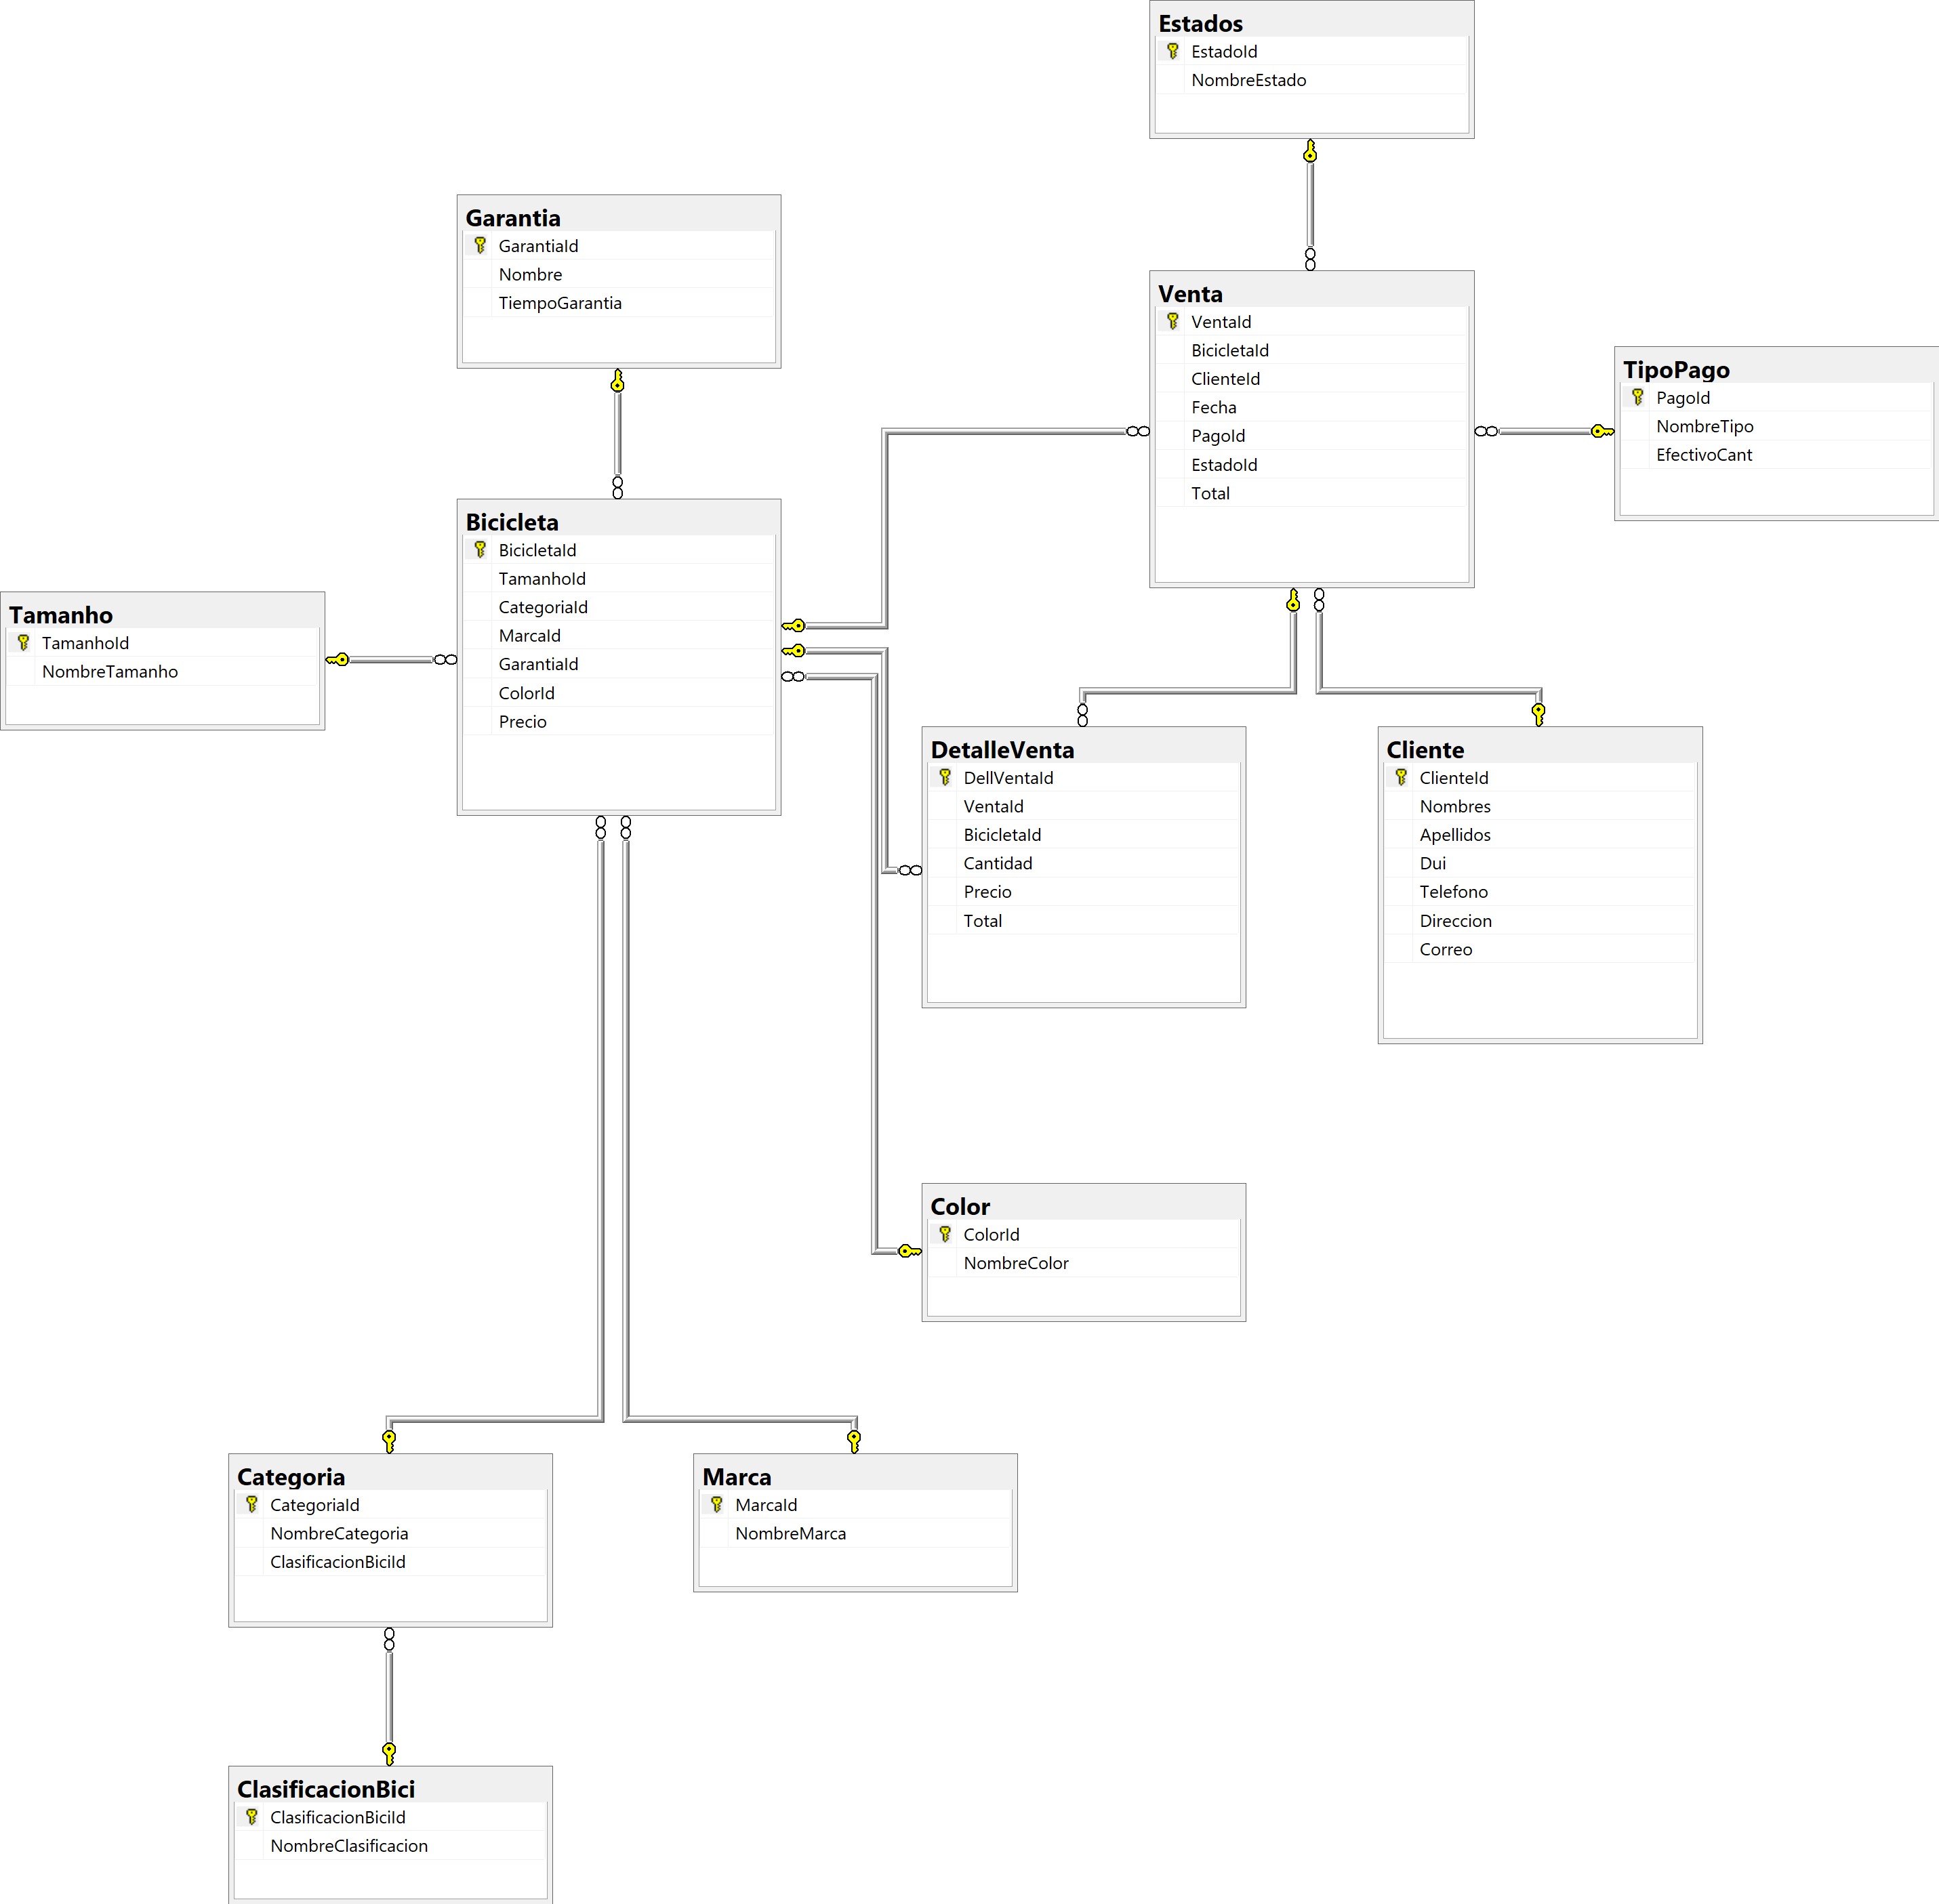 Estados
EstadoId
NombreEstado
Garantia
GarantiaId
Nombre
TiempoGarantia
Venta
VentaId
BicicletaId
ClienteId
Fecha
PagoId
EstadoId
Total
TipoPago
PagoId
NombreTipo
EfectivoCant
Bicicleta
BicicletaId
TamanhoId
CategoriaId
MarcaId
GarantiaId
ColorId
Precio
Tamanho
TamanhoId
NombreTamanho
DetalleVenta
DellVentaId
VentaId
BicicletaId
Cantidad
Precio
Total
Cliente
ClienteId
Nombres
Apellidos
Dui
Telefono
Direccion
Correo
Color
ColorId
NombreColor
Categoria
CategoriaId
NombreCategoria
ClasificacionBiciId
Marca
MarcaId
NombreMarca
ClasificacionBici
ClasificacionBiciId
NombreClasificacion